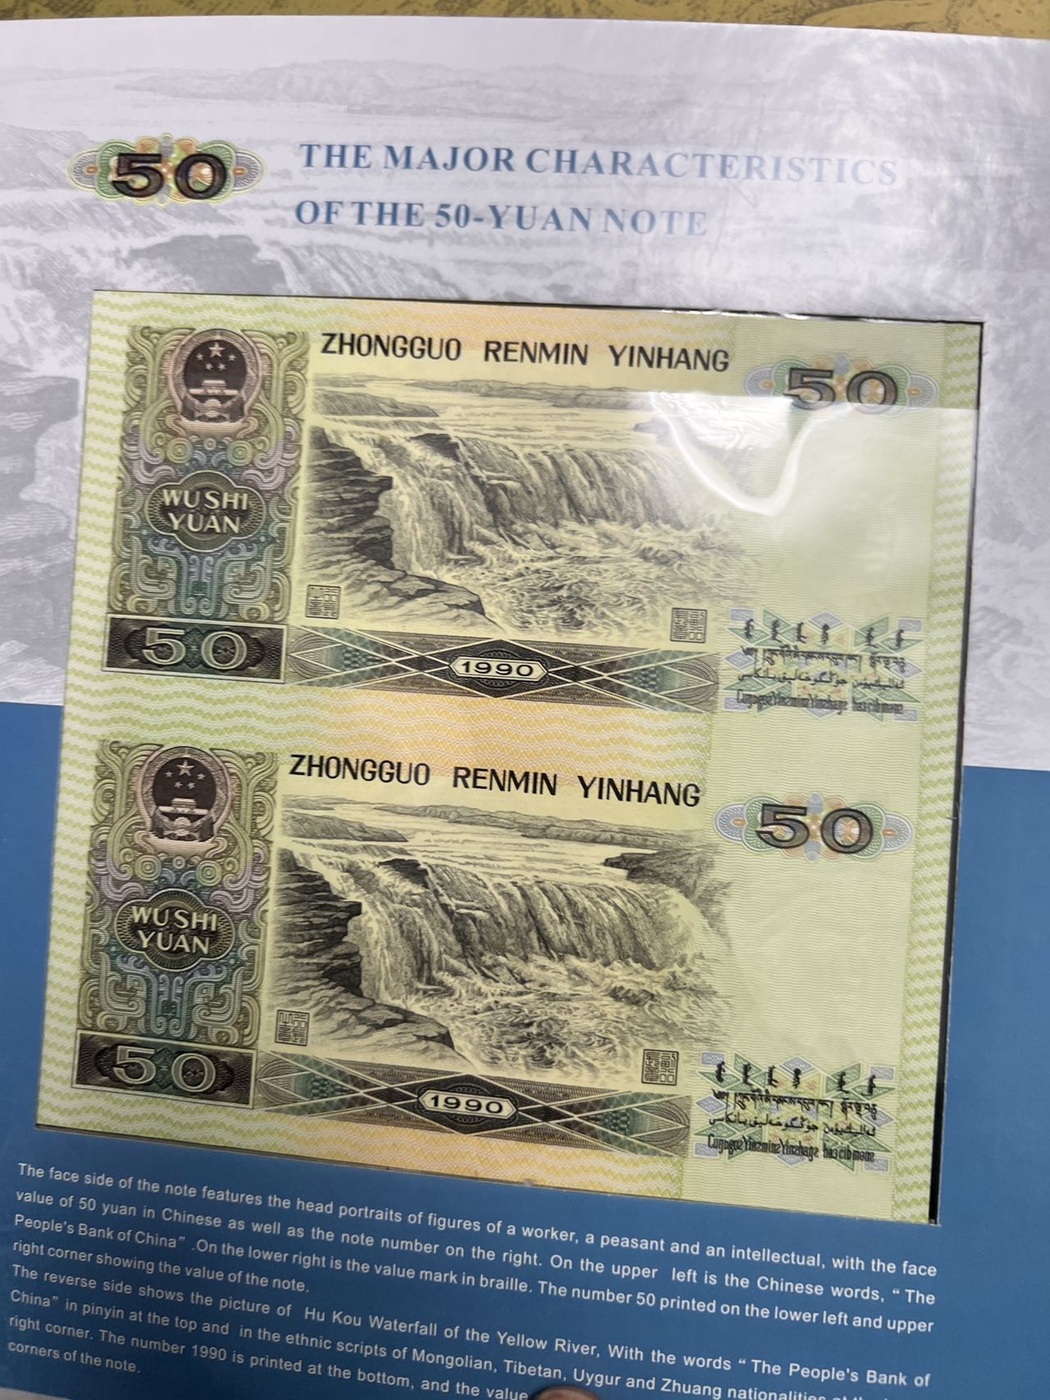 50
THE MAJOR CHARACTERISTICS
OF THE 50-YUAN NOTE
ZHONGGUO RENMIN YINHANG
50
WU SHI
YUAN
50
1990
ZHONGGUO RENMIN YINHANG
50
WU SHI
YUAN
50
1990
The face side of the note features the head portraits of figures of a worker, a peasant and an intellectual, with the face
value of 50 yuan in Chinese as well as the note number on the right. On the upper left is the Chinese words, “ The
People's Bank of China” .On the lower right is the value mark in braille. The number 50 printed on the lower left and upper
right corner showing the value of the note.
The reverse side shows the picture of Hu Kou Waterfall of the Yellow River, With the words “ The People's Bank of
China” in pinyin at the top and in the ethnic scripts of Mongolian, Tibetan, Uygur and Zhuang nationalities at the
right corner. The number 1990 is printed at the bottom, and the value
corners of the note.